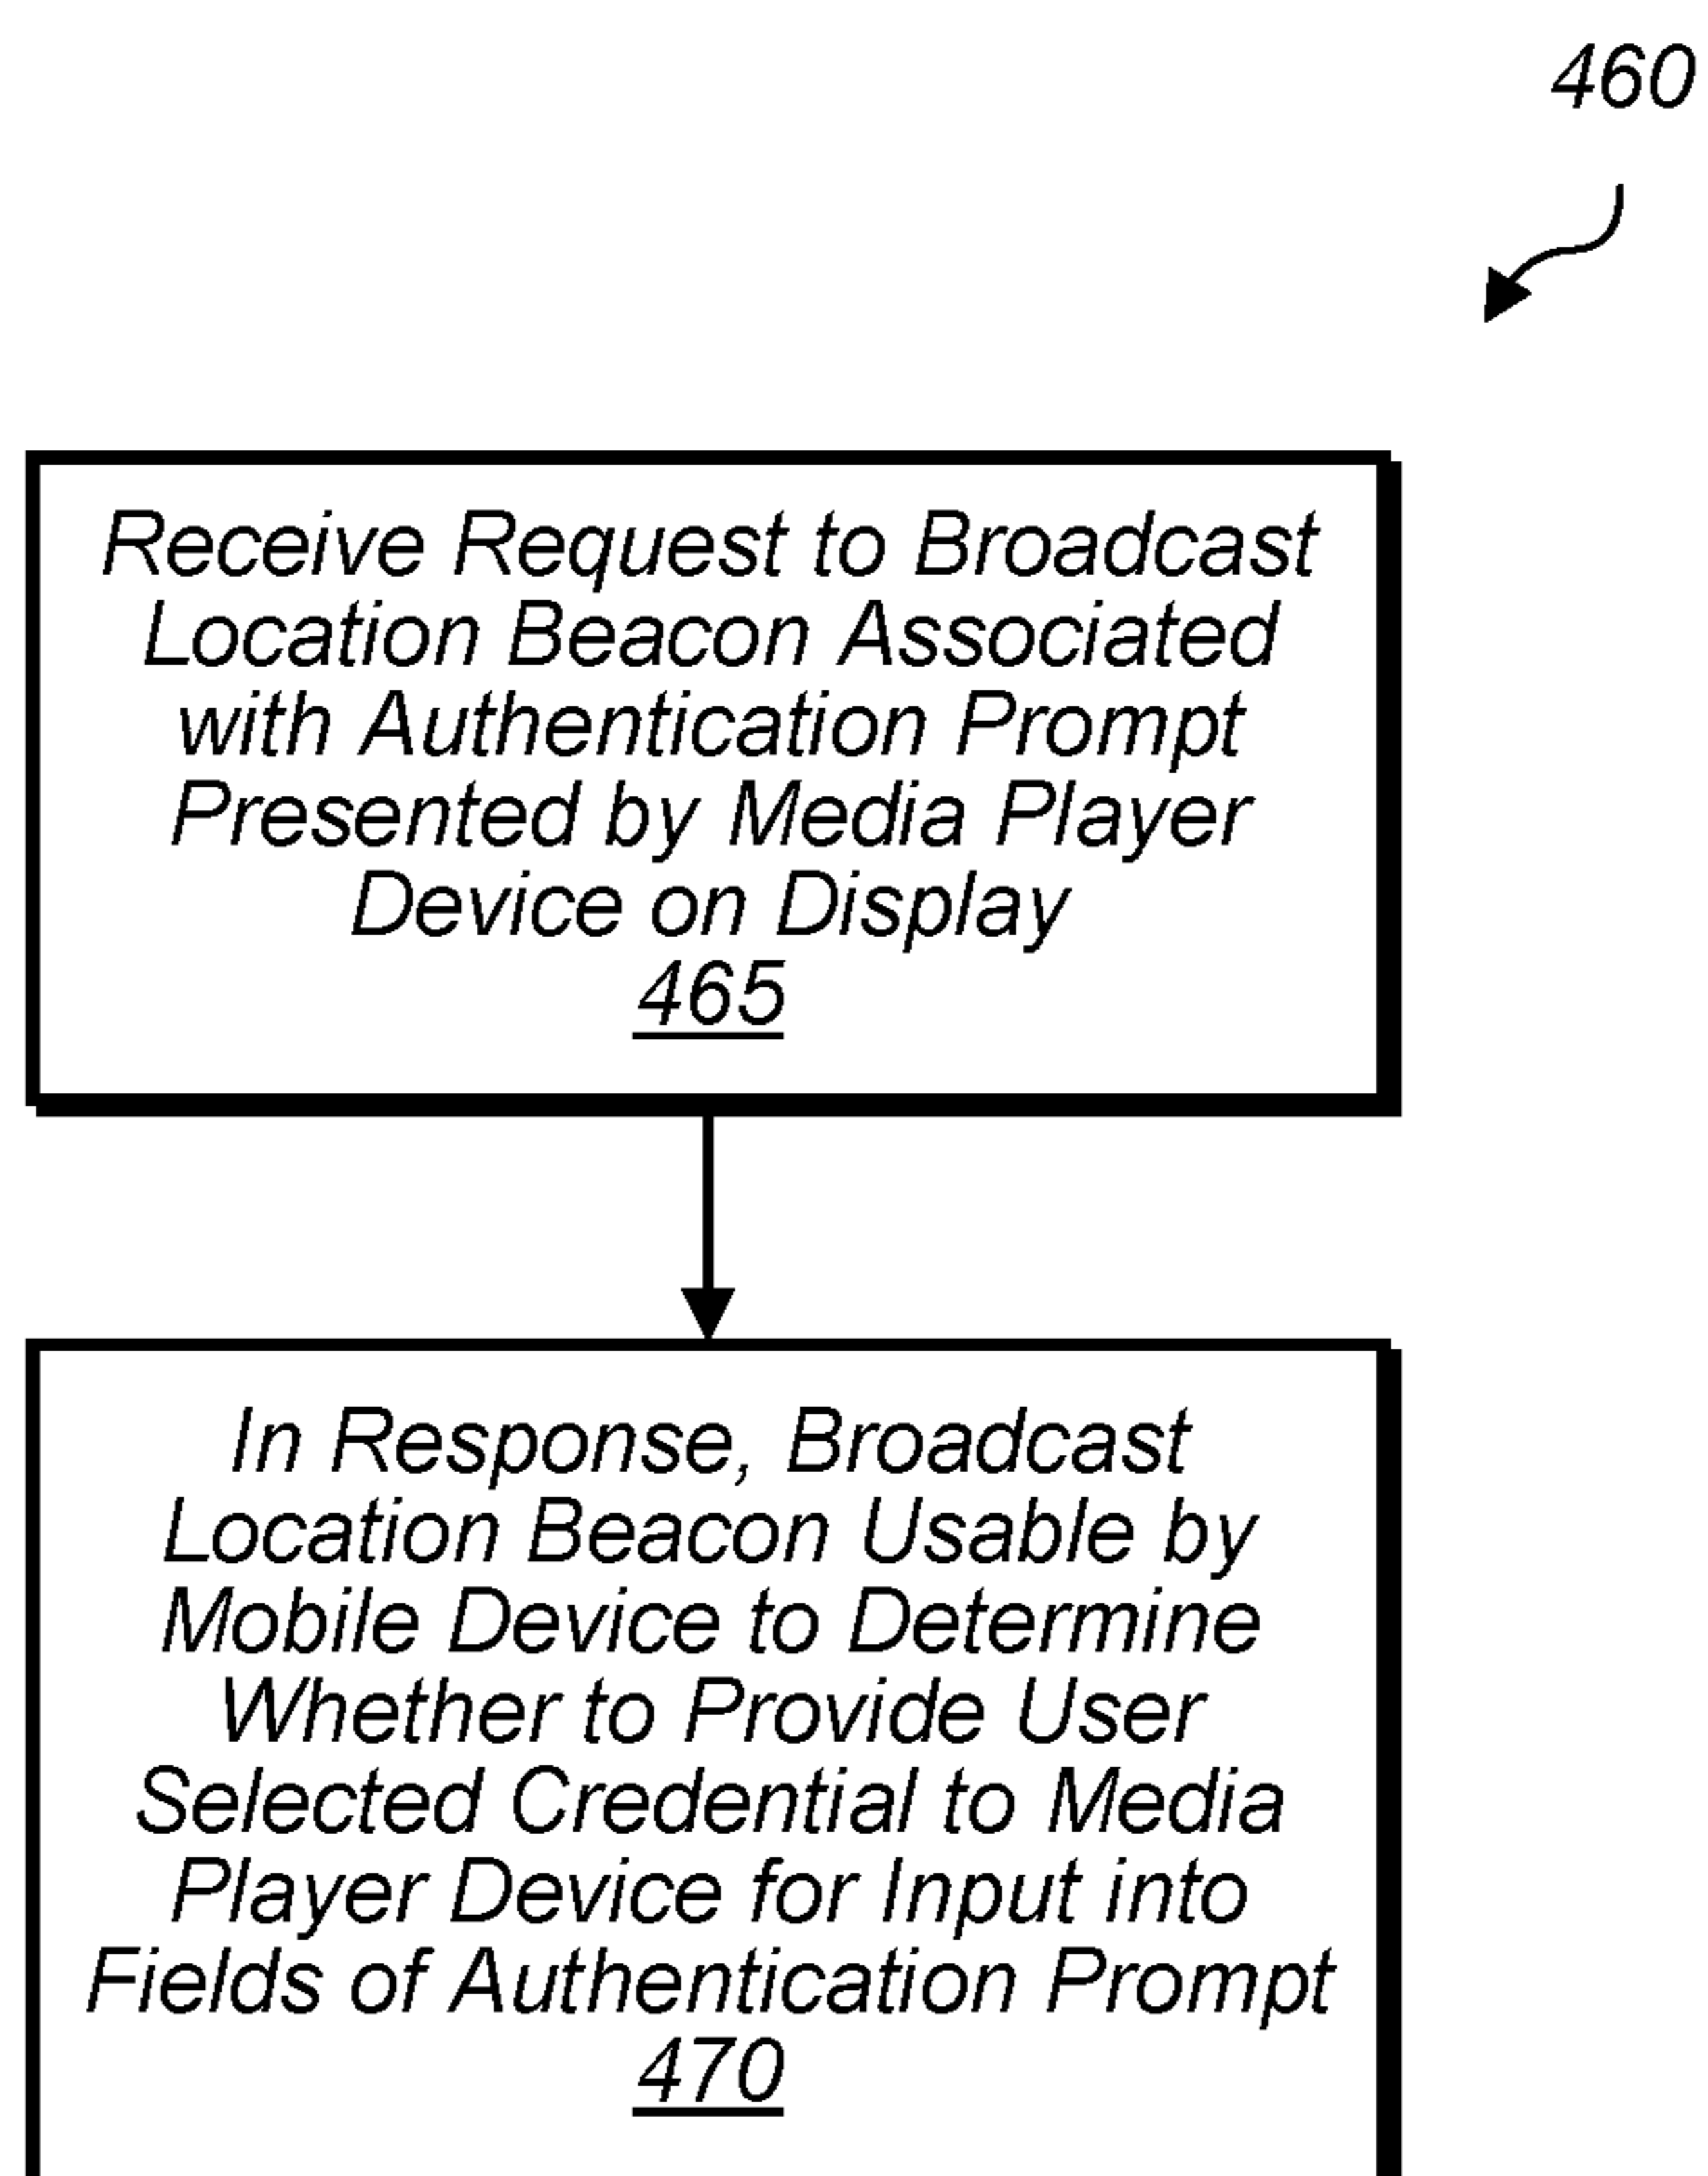 460
Receive Request to Broadcast
Location Beacon Associated
with Authentication Prompt
Presented by Media Player
Device on Display
465
In Response, Broadcast
Location Beacon Usable by
Mobile Device to Determine
Whether to Provide User
Selected Credential to Media
Player Device for Input into
Fields of Authentication Prompt
470